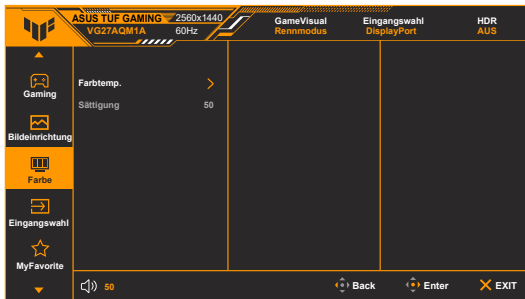 ASUS TUF GAMING 2560x1440
VG27AQM1A 60Hz
GameVisual
Rennmodus
Eingangswahl
DisplayPort
HDR
AUS
Gaming
Bildeinrichtung
Farbe
Eingangswahl
MyFavorite
Farbtemp.
Sättigung 50
50
Back
Enter
EXIT